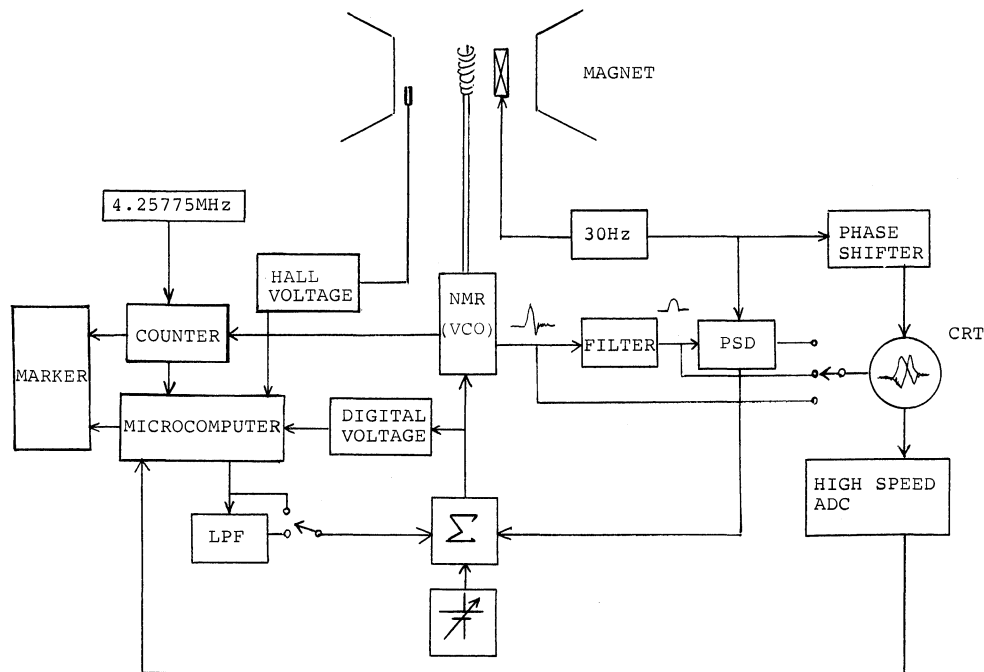 MAGNET
4.25775MHz
30Hz
PHASE
SHIFTER
HALL
VOLTAGE
NMR
(VCO)
COUNTER
FILTER
PSD
CRT
MARKER
MICROCOMPUTER
DIGITAL
VOLTAGE
HIGH SPEED
ADC
LPF
Σ